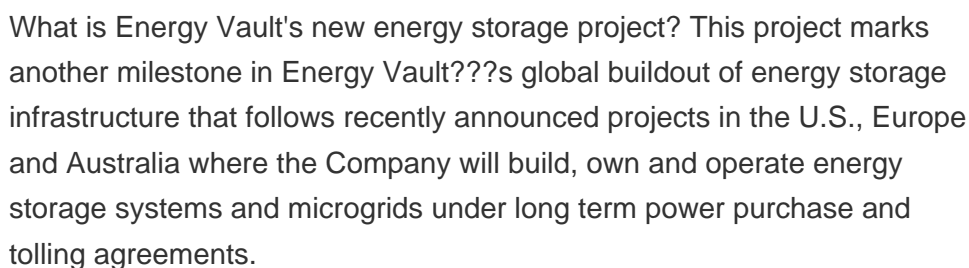 What is Energy Vault's new energy storage project? This project marks
another milestone in Energy Vault???s global buildout of energy storage
infrastructure that follows recently announced projects in the U.S., Europe
and Australia where the Company will build, own and operate energy
storage systems and microgrids under long term power purchase and
tolling agreements.